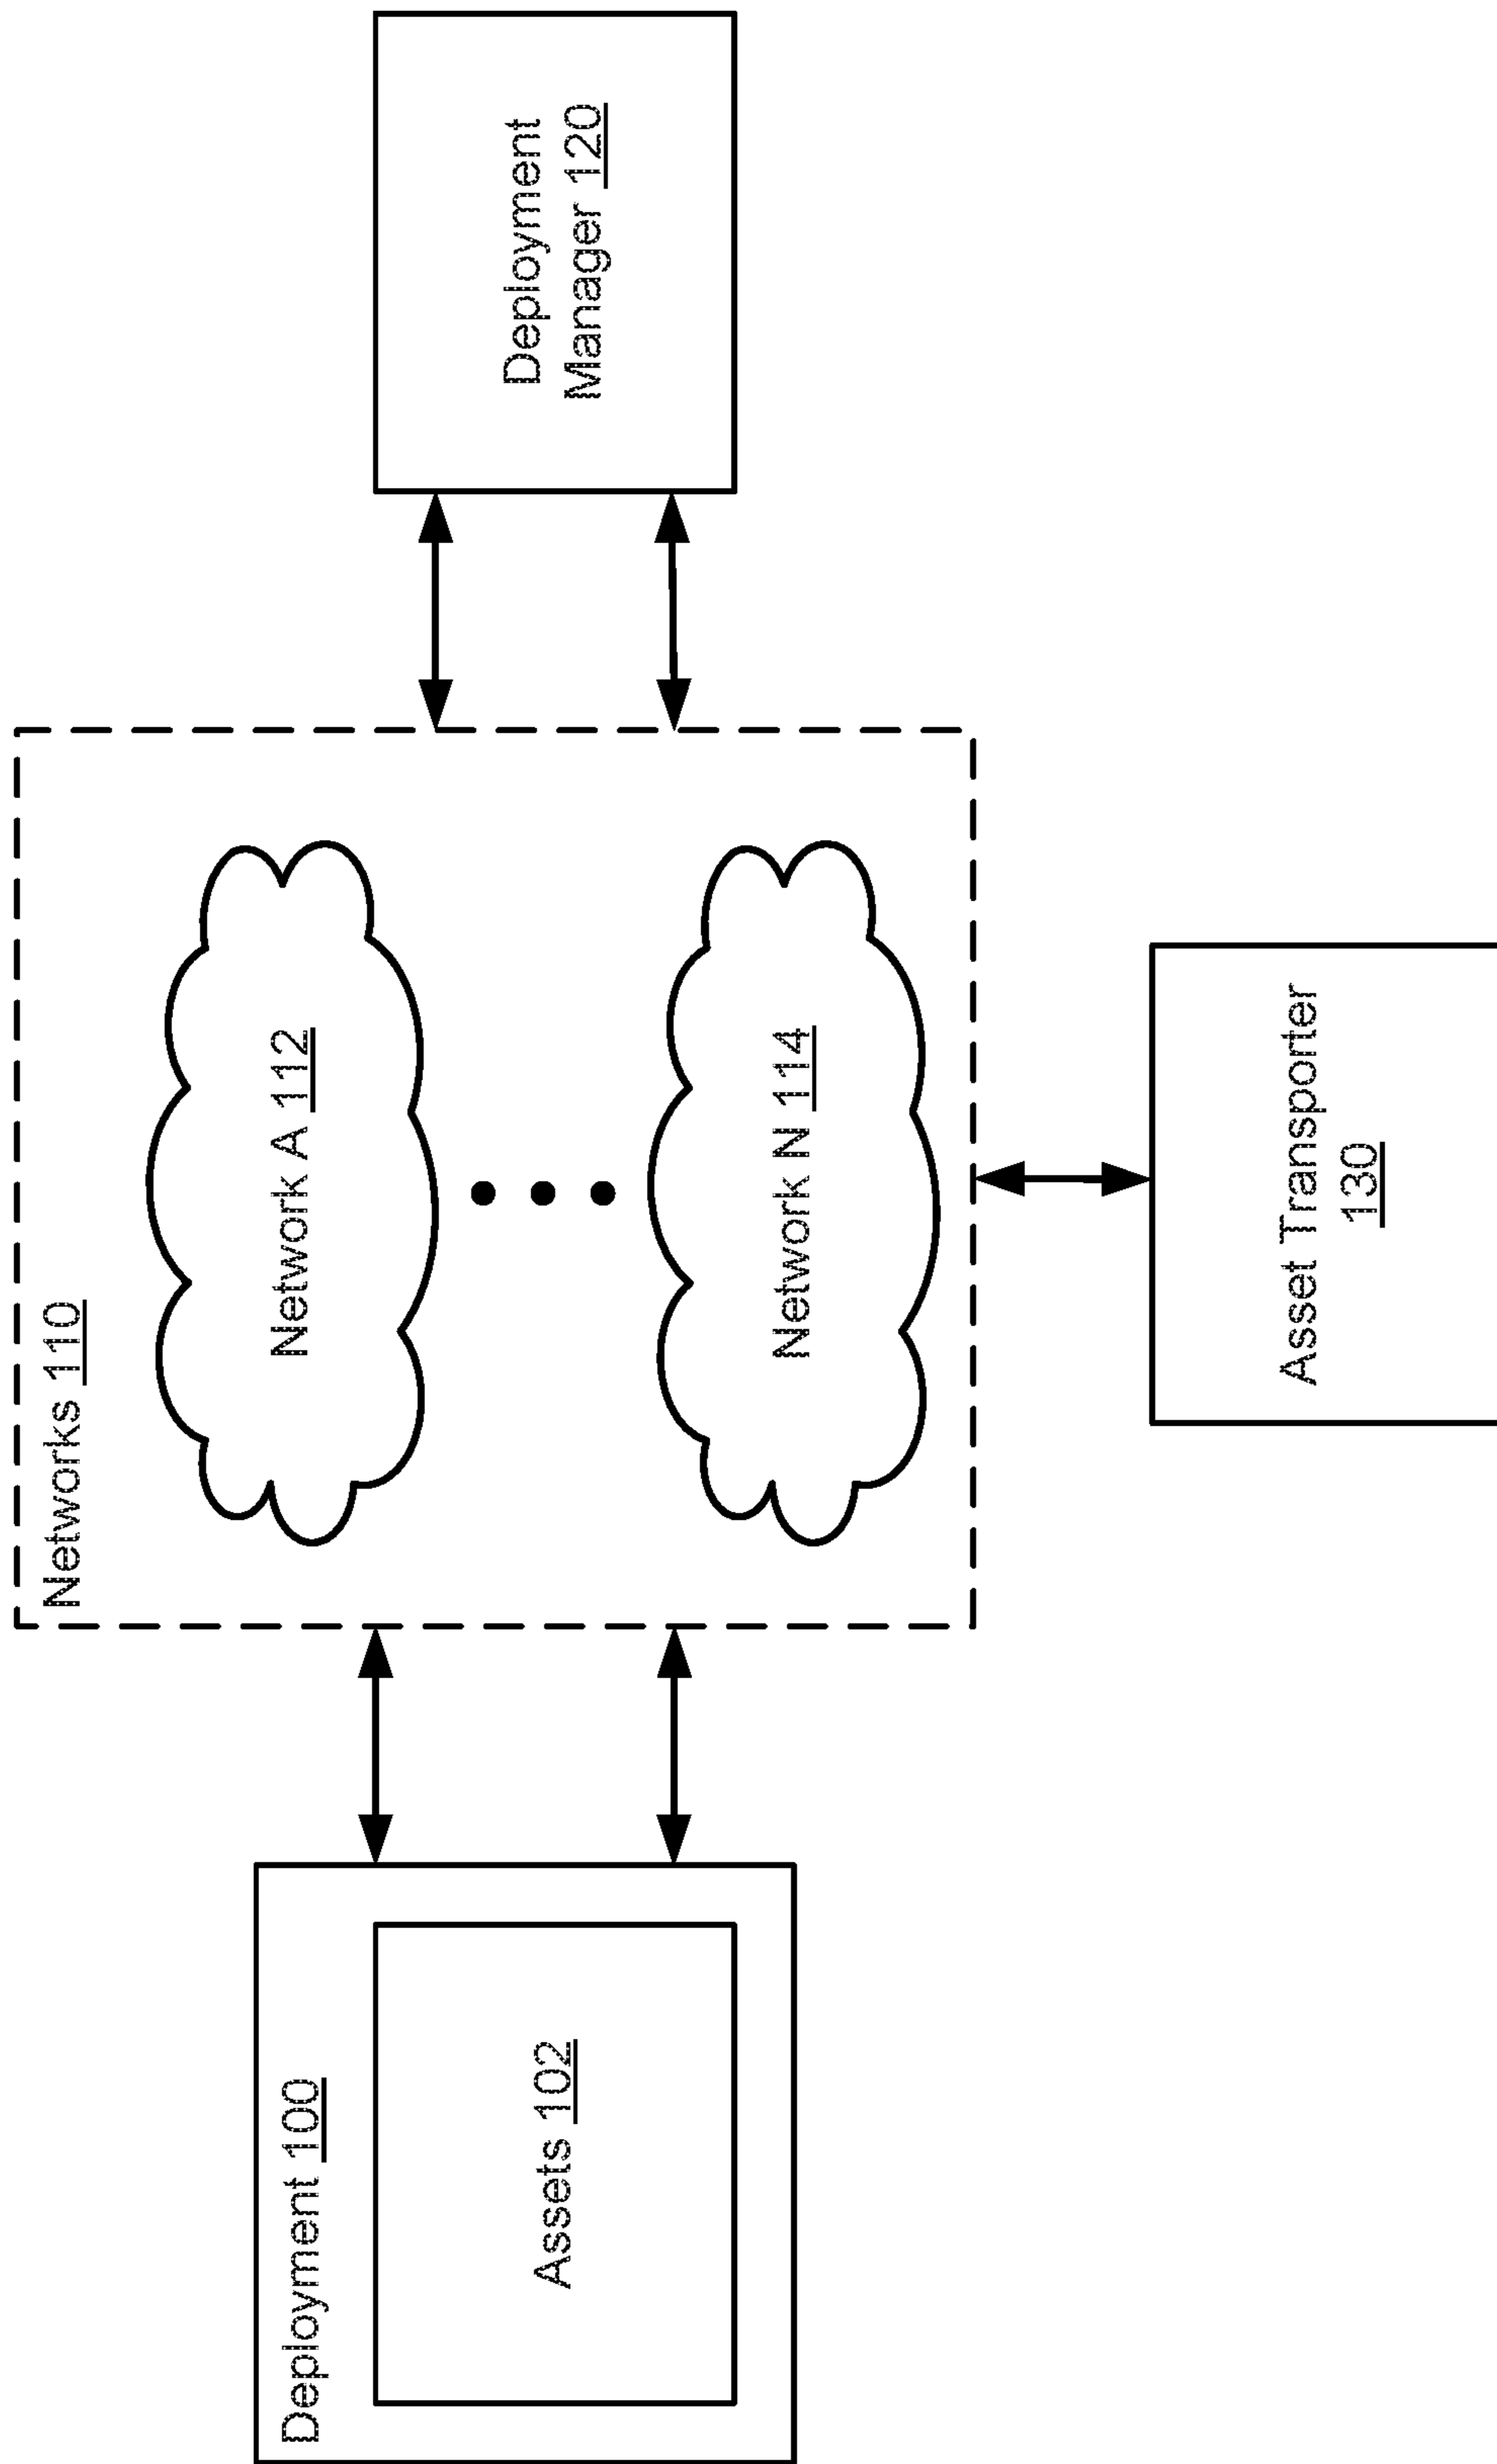 Networks 110
Deployment 100
Assets 102
Network A 112
Network N 114
Deployment
Manager 120
Asset Transporter
130